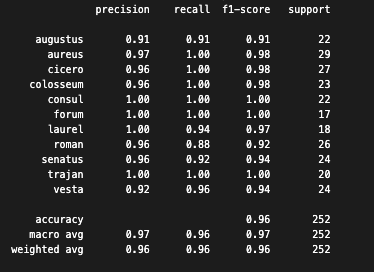 precision recall f1-score support
augustus 0.91 0.91 0.91 22
aureus 0.97 1.00 0.98 29
cicero 0.96 1.00 0.98 27
colosseum 0.96 1.00 0.98 23
consul 1.00 1.00 1.00 22
forum 1.00 1.00 1.00 17
laurel 1.00 0.94 0.97 18
roman 0.96 0.88 0.92 26
senatus 0.96 0.92 0.94 24
trajan 1.00 1.00 1.00 20
vesta 0.92 0.96 0.94 24
accuracy 0.96 252
macro avg 0.97 0.96 0.97 252
weighted avg 0.96 0.96 0.96 252